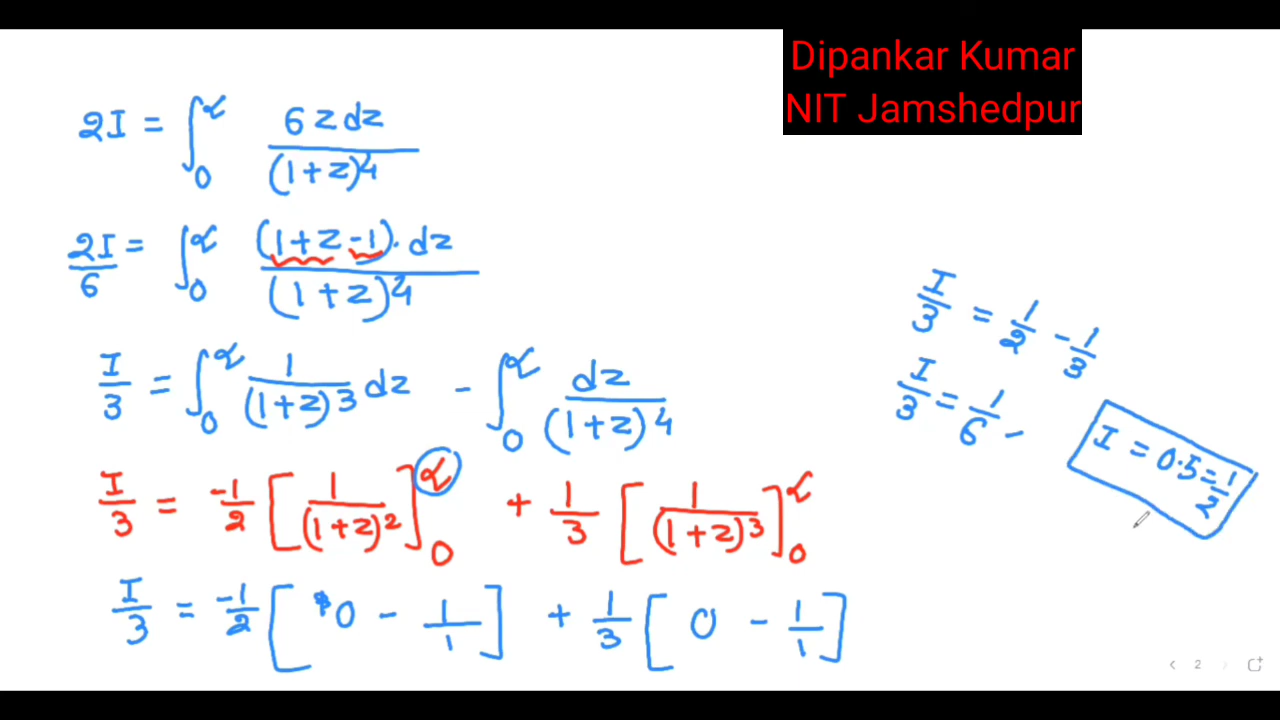 Dipankar Kumar
NIT Jamshedpur
2I = ∫₀^∝ 6z dz / (1+z)⁴
2I/6 = ∫₀^∝ (1+z-1)·dz / (1+z)⁴
I/3 = ∫₀^∝ 1/(1+z)³ dz - ∫₀^∝ dz/(1+z)⁴
I/3 = -1/2 [1/(1+z)²]₀^∝ + 1/3 [1/(1+z)³]₀^∝
I/3 = -1/2 [0 - 1/1] + 1/3 [0 - 1/1]
I/3 = 1/2 - 1/3
I/3 = 1/6 -
I = 0.5 = 1/2
2